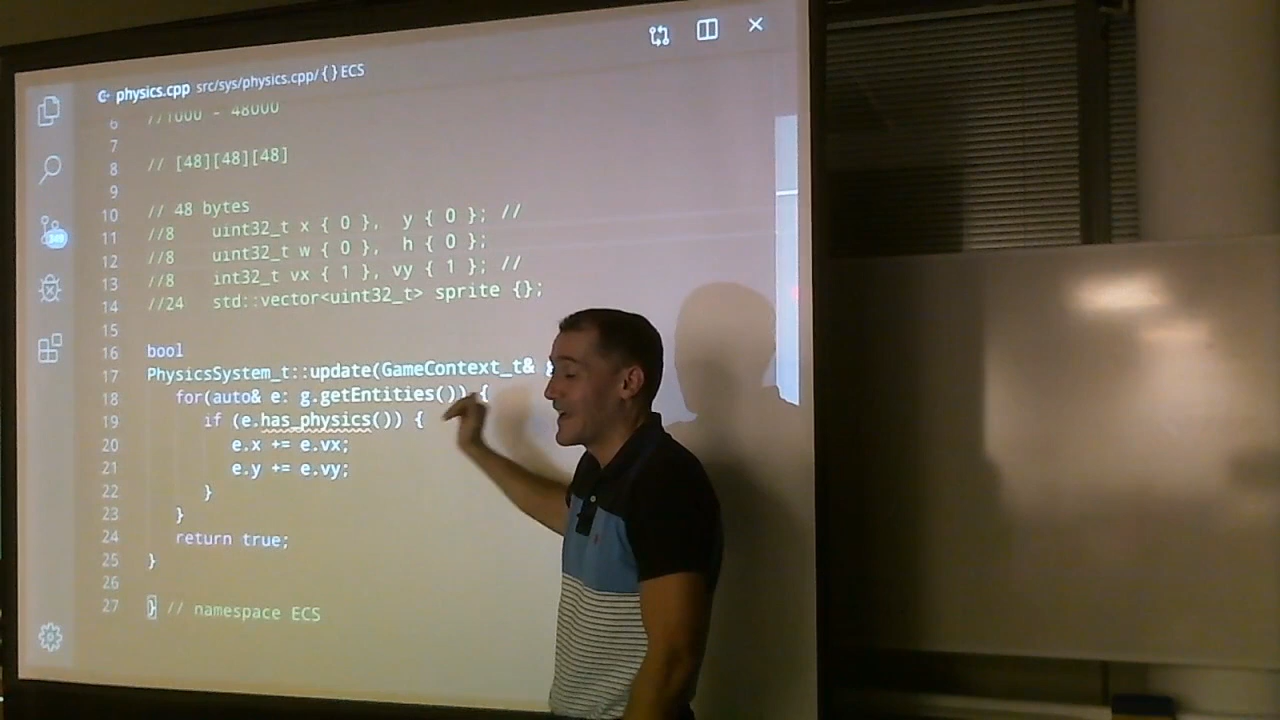 physics.cpp src/sys/physics.cpp/{}ECS
6 //1000 - 48000
7
8 // [48][48][48]
9
10 // 48 bytes
11 //8 uint32_t x { 0 }, y { 0 }; //
12 //8 uint32_t w { 0 }, h { 0 };
13 //8 int32_t vx { 1 }, vy { 1 }; //
14 //24 std::vector<uint32_t> sprite {};
15
16 bool
17 PhysicsSystem_t::update(GameContext_t&
18 for(auto& e: g.getEntities()) {
19 if (e.has_physics()) {
20 e.x += e.vx;
21 e.y += e.vy;
22 }
23 }
24 return true;
25 }
26
27 } // namespace ECS